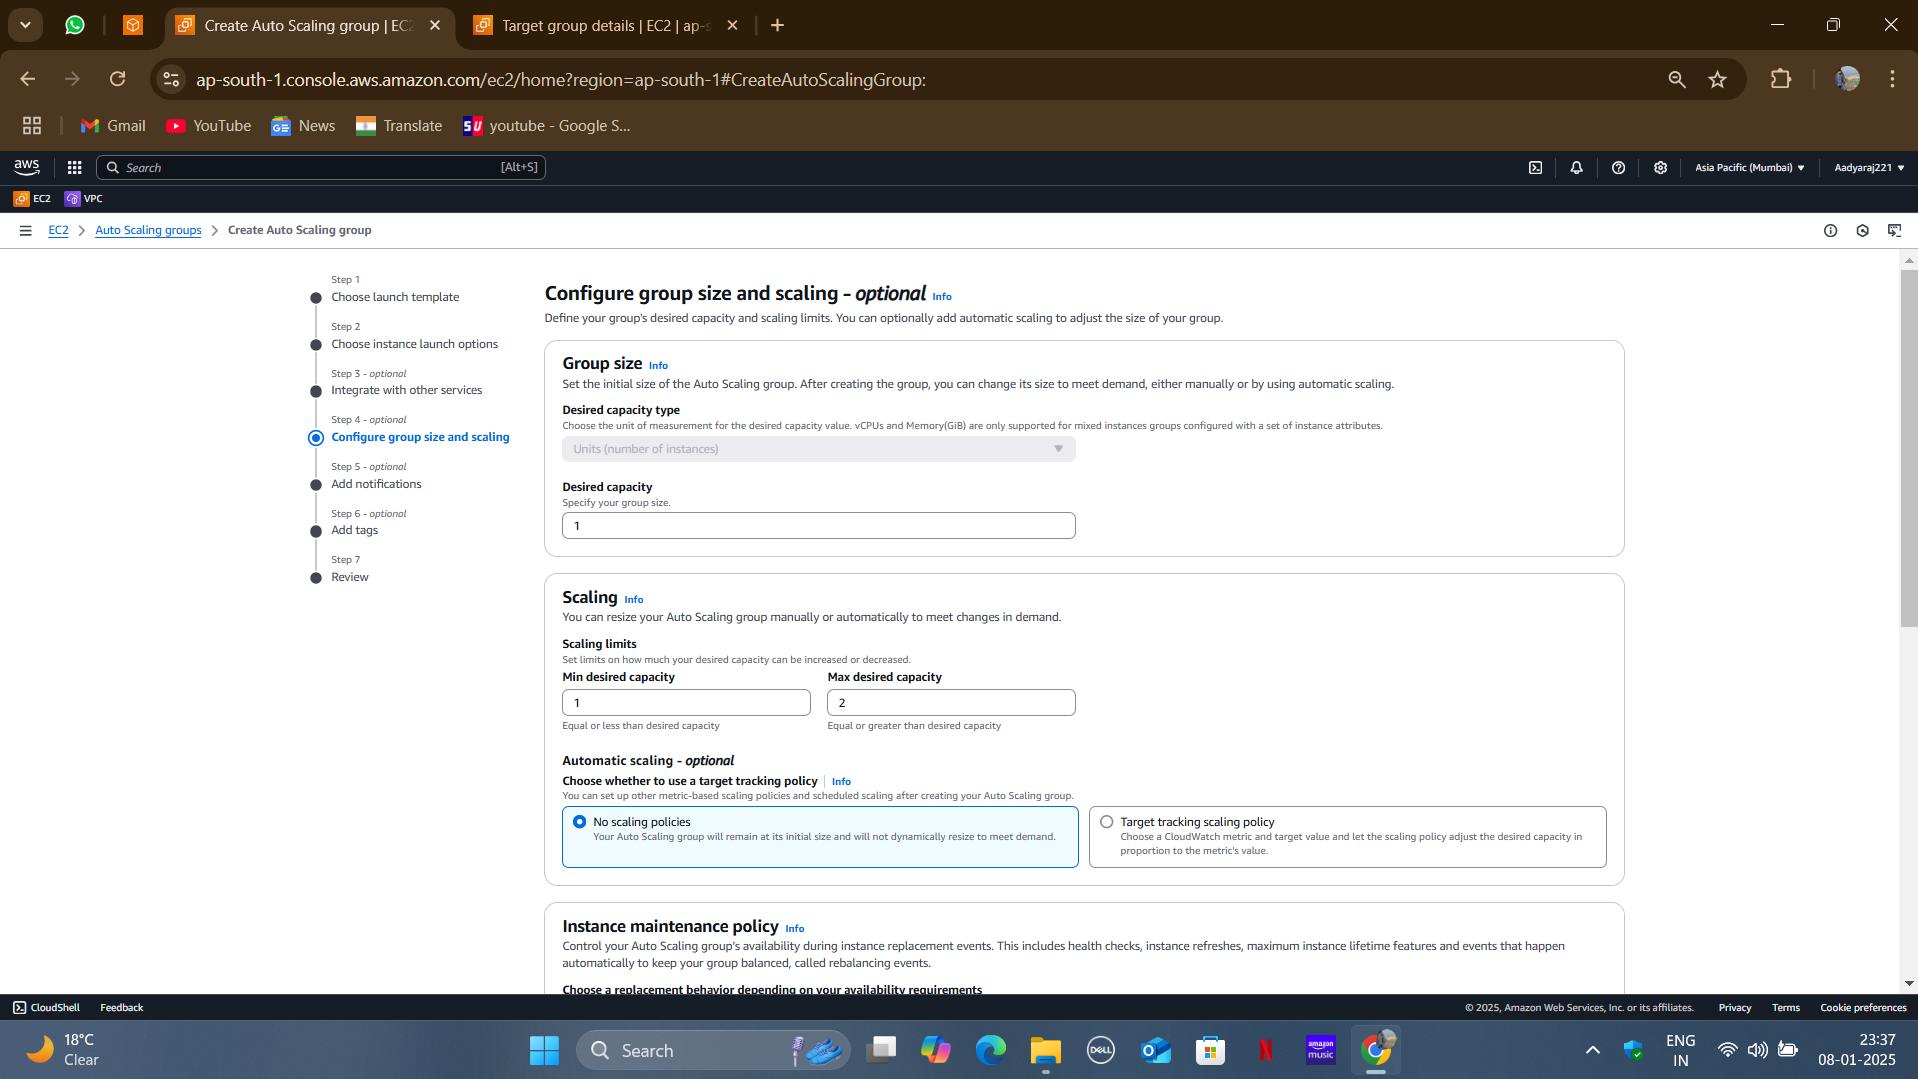 Create Auto Scaling group | EC2
Target group details | EC2 | ap-s
ap-south-1.console.aws.amazon.com/ec2/home?region=ap-south-1#CreateAutoScalingGroup:
Gmail
YouTube
News
Translate
youtube - Google S...
aws
Search
[Alt+S]
Asia Pacific (Mumbai)
Aadyaraj221
EC2
VPC
EC2 > Auto Scaling groups > Create Auto Scaling group
Step 1
Choose launch template
Step 2
Choose instance launch options
Step 3 - optional
Integrate with other services
Step 4 - optional
Configure group size and scaling
Step 5 - optional
Add notifications
Step 6 - optional
Add tags
Step 7
Review
Configure group size and scaling - optional Info
Define your group's desired capacity and scaling limits. You can optionally add automatic scaling to adjust the size of your group.
Group size Info
Set the initial size of the Auto Scaling group. After creating the group, you can change its size to meet demand, either manually or by using automatic scaling.
Desired capacity type
Choose the unit of measurement for the desired capacity value. vCPUs and Memory(GiB) are only supported for mixed instances groups configured with a set of instance attributes.
Units (number of instances)
Desired capacity
Specify your group size.
1
Scaling Info
You can resize your Auto Scaling group manually or automatically to meet changes in demand.
Scaling limits
Set limits on how much your desired capacity can be increased or decreased.
Min desired capacity
1
Equal or less than desired capacity
Max desired capacity
2
Equal or greater than desired capacity
Automatic scaling - optional
Choose whether to use a target tracking policy | Info
You can set up other metric-based scaling policies and scheduled scaling after creating your Auto Scaling group.
No scaling policies
Your Auto Scaling group will remain at its initial size and will not dynamically resize to meet demand.
Target tracking scaling policy
Choose a CloudWatch metric and target value and let the scaling policy adjust the desired capacity in
proportion to the metric's value.
Instance maintenance policy Info
Control your Auto Scaling group's availability during instance replacement events. This includes health checks, instance refreshes, maximum instance lifetime features and events that happen
automatically to keep your group balanced, called rebalancing events.
Choose a replacement behavior depending on your availability requirements
CloudShell
Feedback
© 2025, Amazon Web Services, Inc. or its affiliates.
Privacy
Terms
Cookie preferences
18°C
Clear
Search
DELL
amazon
music
ENG
IN
23:37
08-01-2025